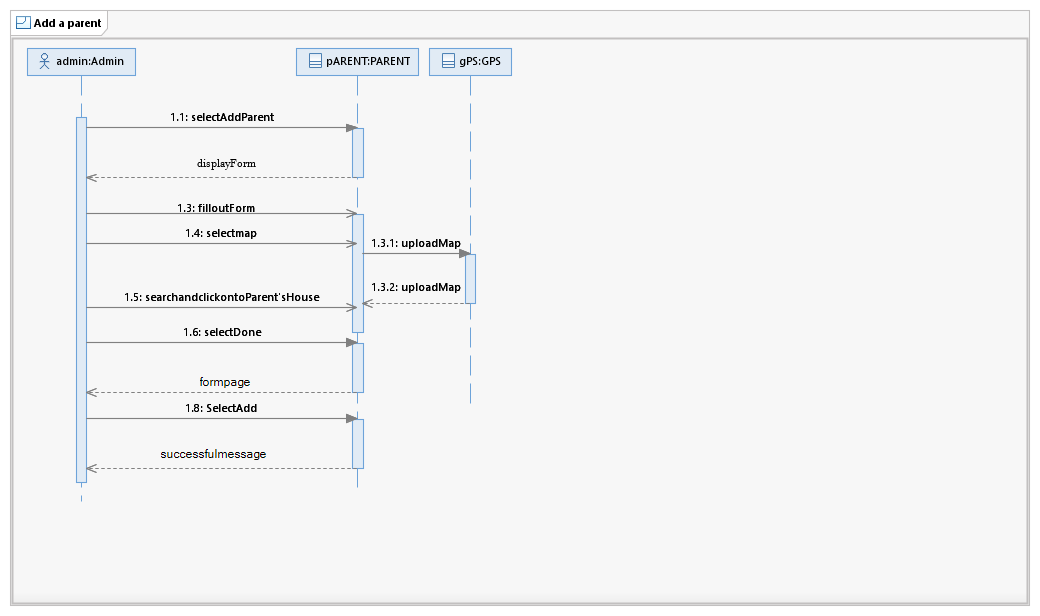 Add a parent
admin:Admin
pARENT:PARENT
gPS:GPS
1.1: selectAddParent
displayForm
1.3: filloutForm
1.4: selectmap
1.3.1: uploadMap
1.3.2: uploadMap
1.5: searchandclickontoParent'sHouse
1.6: selectDone
formpage
1.8: SelectAdd
successfulmessage